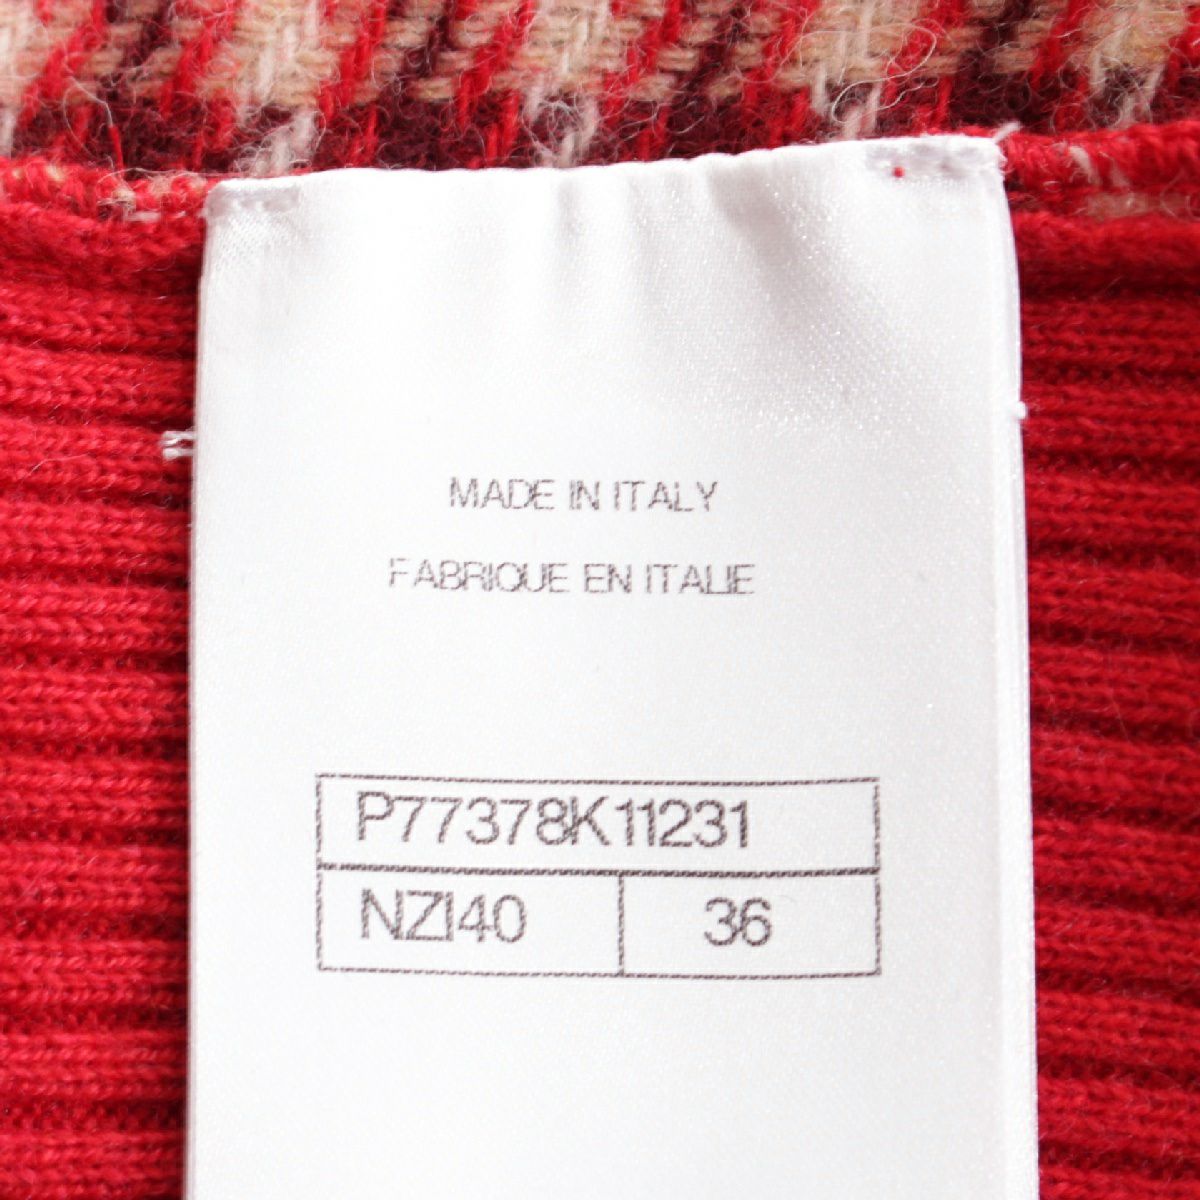 MADE IN ITALY
FABRIQUE EN ITALIE
P77378K11231
NZI40 36